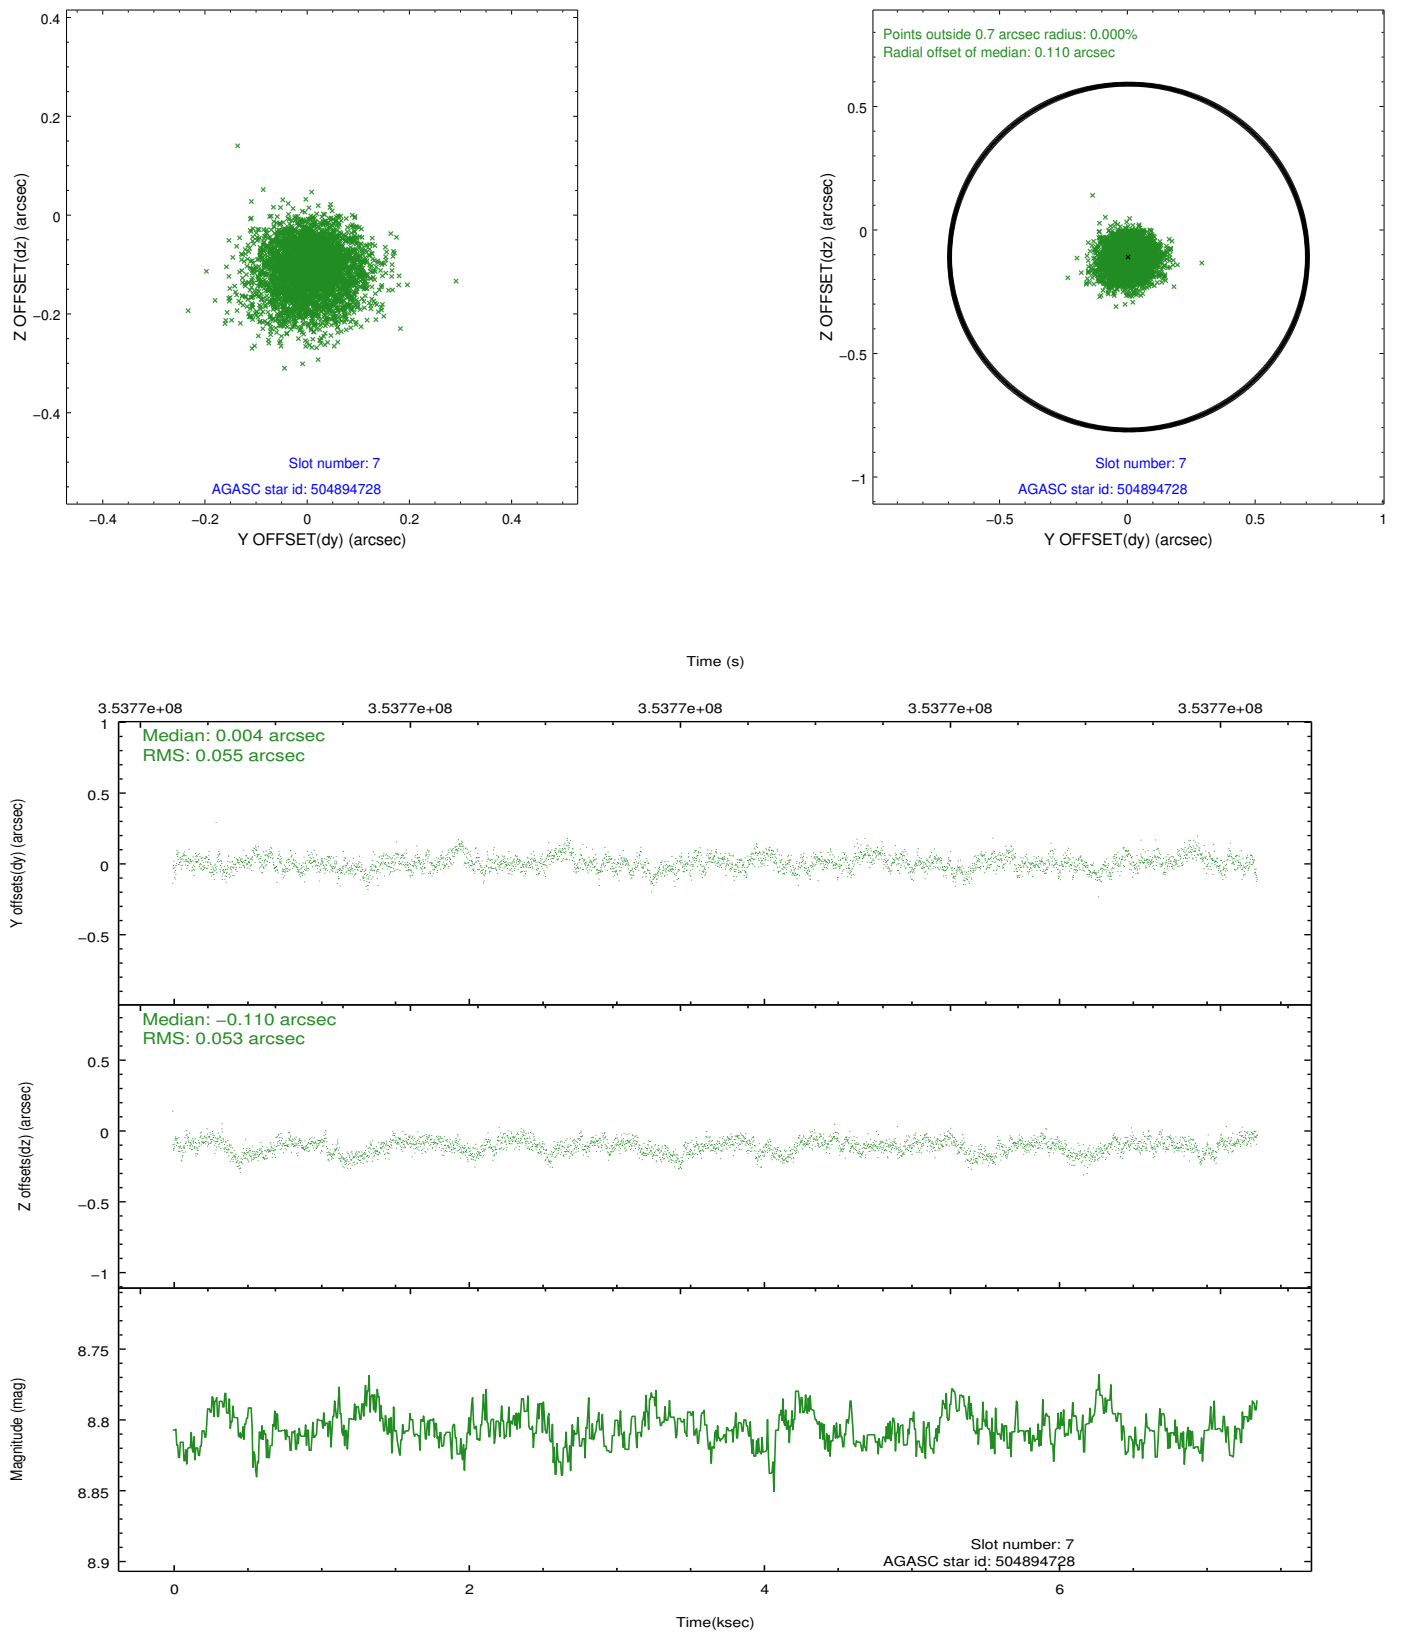 0.4
0.2
0
−0.2
−0.4
Z OFFSET(dz) (arcsec)
Slot number: 7
AGASC star id: 504894728
−0.4 −0.2 0 0.2 0.4
Y OFFSET(dy) (arcsec)
Points outside 0.7 arcsec radius: 0.000%
Radial offset of median: 0.110 arcsec
0.5
0
−0.5
−1
Z OFFSET(dz) (arcsec)
Slot number: 7
AGASC star id: 504894728
−0.5 0 0.5 1
Y OFFSET(dy) (arcsec)
Time (s)
3.5377e+08 3.5377e+08 3.5377e+08 3.5377e+08 3.5377e+08
Median: 0.004 arcsec
RMS: 0.055 arcsec
1
0.5
0
−0.5
Y offsets(dy) (arcsec)
Median: −0.110 arcsec
RMS: 0.053 arcsec
0.5
0
−0.5
−1
Z offsets(dz) (arcsec)
8.75
8.8
8.85
8.9
Magnitude (mag)
Slot number: 7
AGASC star id: 504894728
0 2 4 6
Time(ksec)